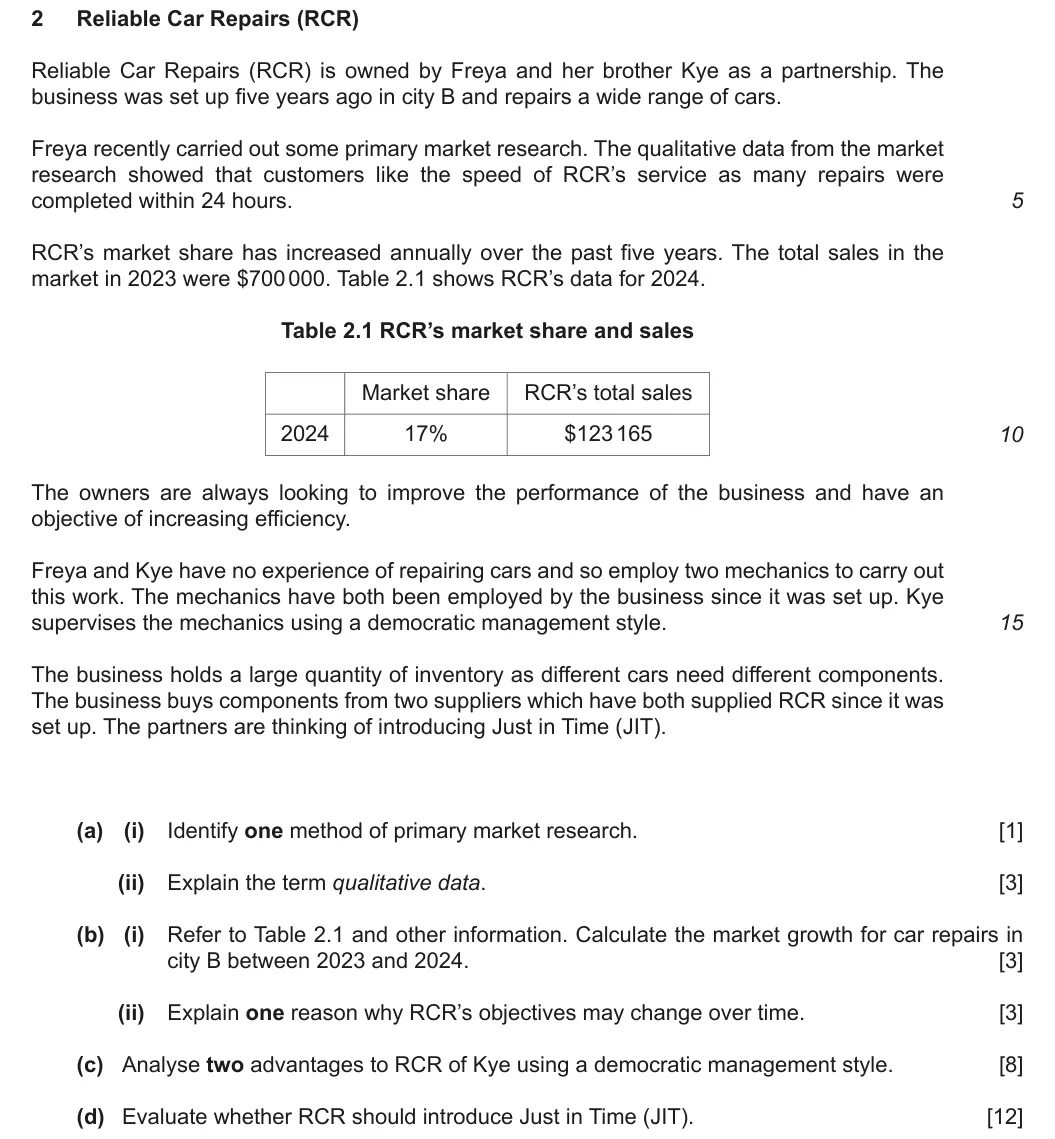 2 Reliable Car Repairs (RCR)
Reliable Car Repairs (RCR) is owned by Freya and her brother Kye as a partnership. The
business was set up five years ago in city B and repairs a wide range of cars.
Freya recently carried out some primary market research. The qualitative data from the market
research showed that customers like the speed of RCR’s service as many repairs were
completed within 24 hours. 5
RCR’s market share has increased annually over the past five years. The total sales in the
market in 2023 were $700 000. Table 2.1 shows RCR’s data for 2024.
Table 2.1 RCR’s market share and sales
Market share RCR’s total sales
2024 17% $123 165 10
The owners are always looking to improve the performance of the business and have an
objective of increasing efficiency.
Freya and Kye have no experience of repairing cars and so employ two mechanics to carry out
this work. The mechanics have both been employed by the business since it was set up. Kye
supervises the mechanics using a democratic management style. 15
The business holds a large quantity of inventory as different cars need different components.
The business buys components from two suppliers which have both supplied RCR since it was
set up. The partners are thinking of introducing Just in Time (JIT).
(a) (i) Identify one method of primary market research. [1]
(ii) Explain the term qualitative data. [3]
(b) (i) Refer to Table 2.1 and other information. Calculate the market growth for car repairs in
city B between 2023 and 2024. [3]
(ii) Explain one reason why RCR’s objectives may change over time. [3]
(c) Analyse two advantages to RCR of Kye using a democratic management style. [8]
(d) Evaluate whether RCR should introduce Just in Time (JIT). [12]